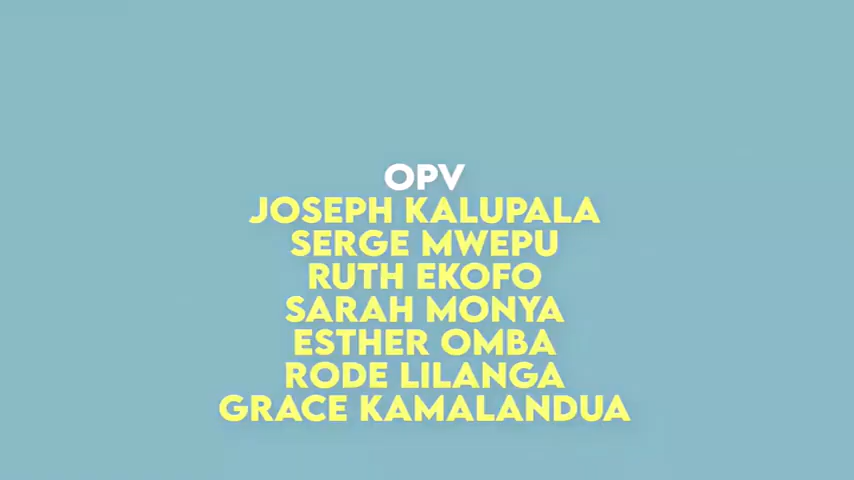 OPV
JOSEPH KALUPALA
SERGE MWEPU
RUTH EKOFO
SARAH MONYA
ESTHER OMBA
RODE LILANGA
GRACE KAMALANDUA